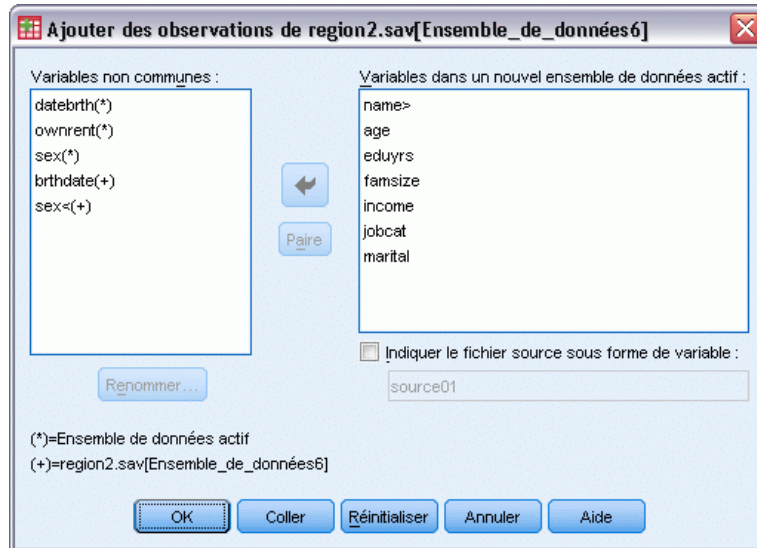 Ajouter des observations de region2.sav[Ensemble_de_données6]
Variables non communes :
datebrth(*)
ownrent(*)
sex(*)
brthdate(+)
sex<(+)
Paire
Variables dans un nouvel ensemble de données actif :
name>
age
eduyrs
famsize
income
jobcat
marital
Indiquer le fichier source sous forme de variable :
source01
Renommer...
(*)=Ensemble de données actif
(+)=region2.sav[Ensemble_de_données6]
OK Coller Réinitialiser Annuler Aide